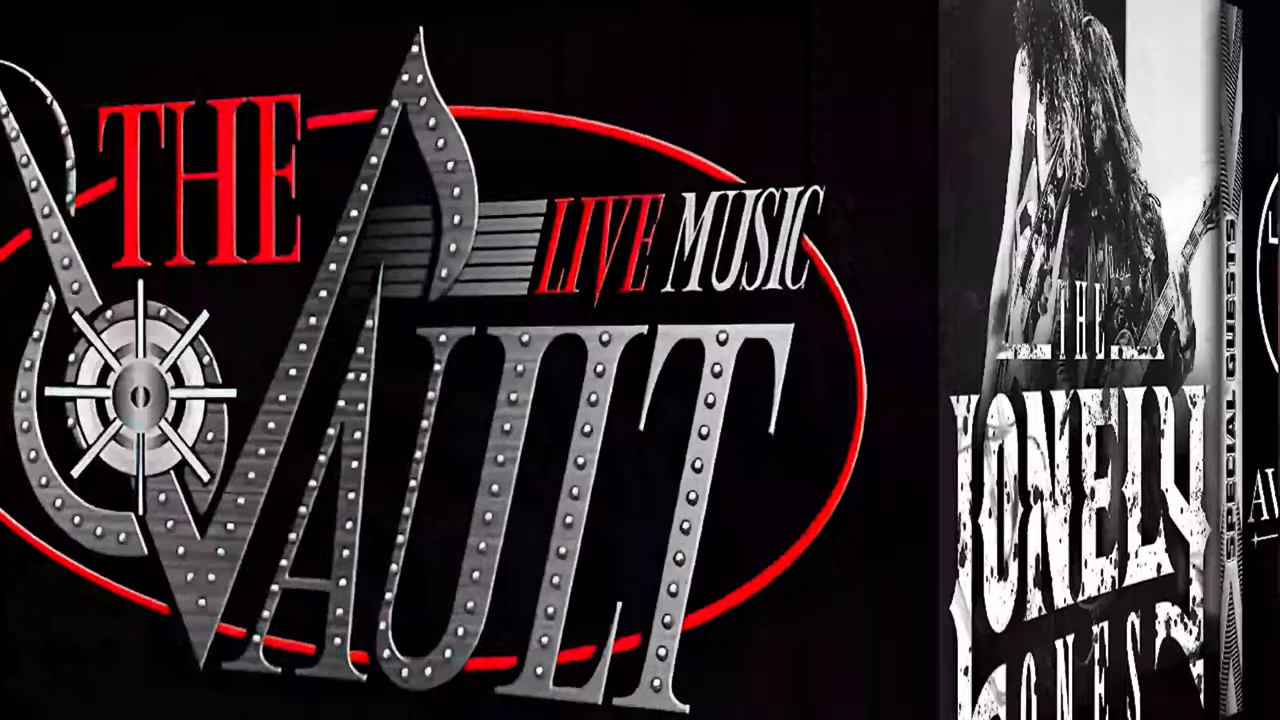 THE
LIVE MUSIC
VAULT
THE
LONELY
ONES
SPECIAL GUESTS